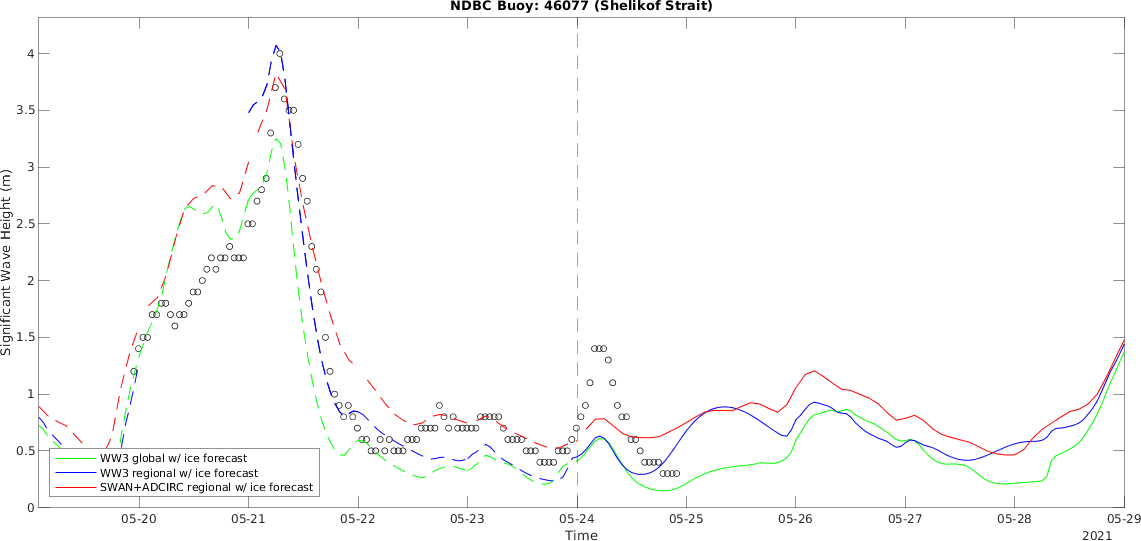 NDBC Buoy: 46077 (Shelikof Strait)
Significant Wave Height (m)
4
3.5
3
2.5
2
1.5
1
0.5
0
WW3 global w/ ice forecast
WW3 regional w/ ice forecast
SWAN+ADCIRC regional w/ ice forecast
05-20 05-21 05-22 05-23 05-24 05-25 05-26 05-27 05-28 05-29
Time
2021